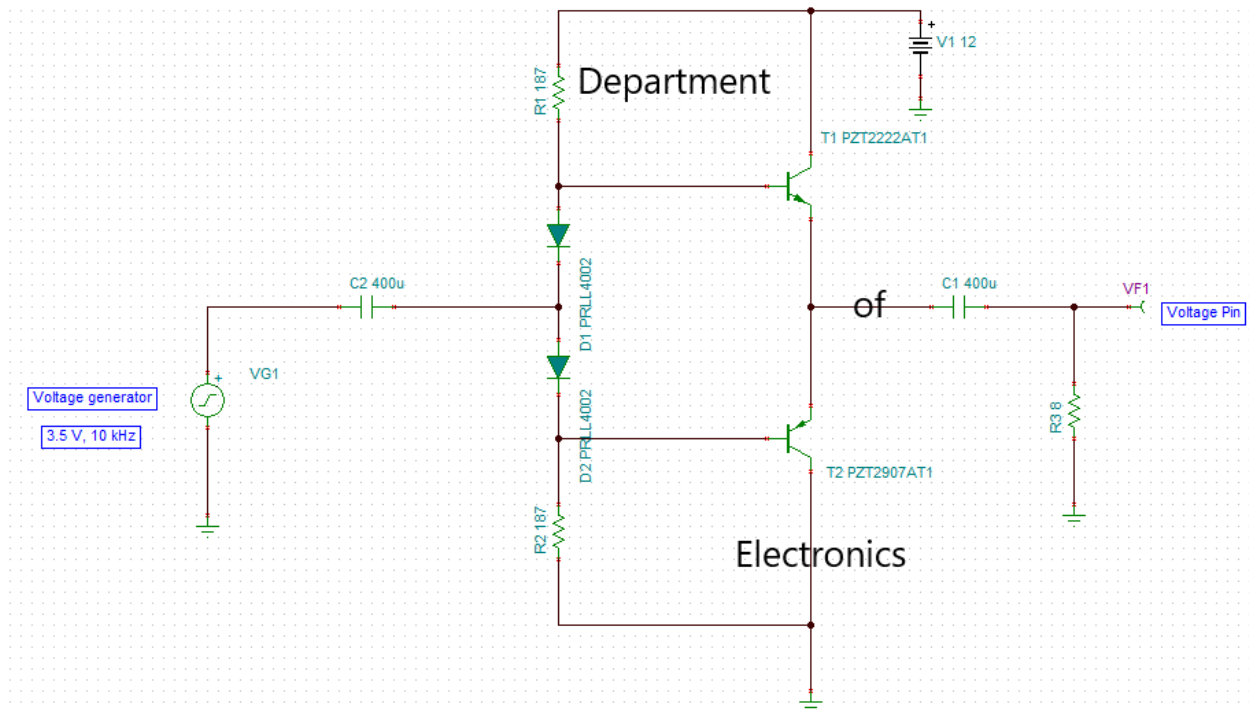 V1 12
R1 187
Department
T1 PZT2222AT1
D1 PRLL4002
C2 400u
C1 400u
of
VF1
Voltage Pin
VG1
Voltage generator
3.5 V, 10 kHz
D2 PRLL4002
R3 8
T2 PZT2907AT1
R2 187
Electronics